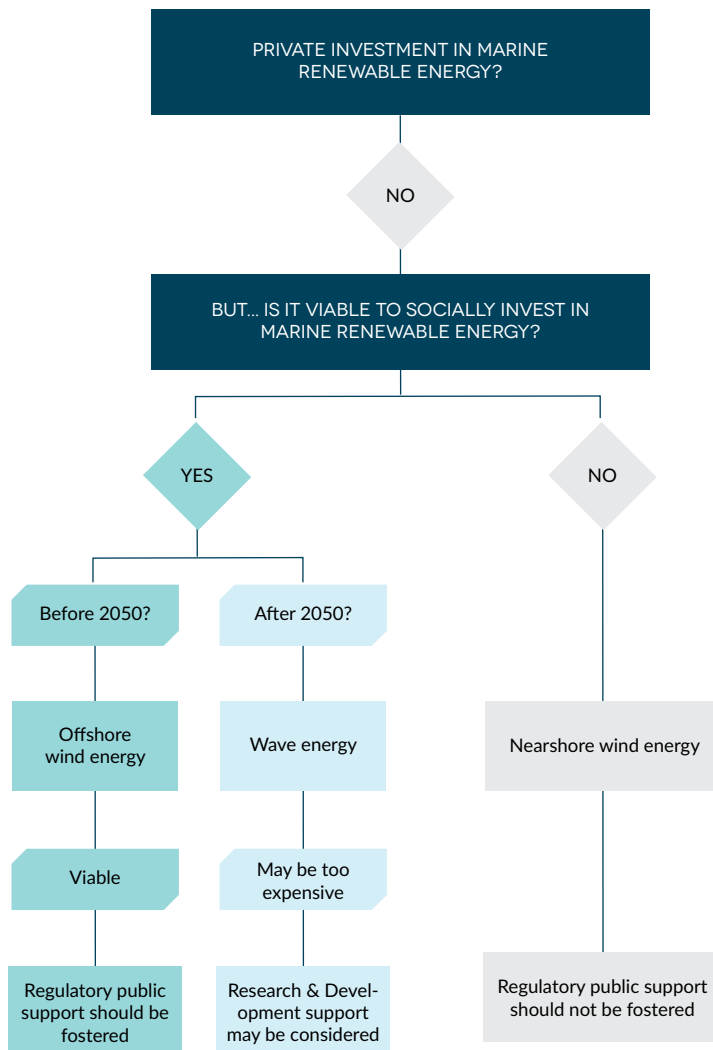 PRIVATE INVESTMENT IN MARINE
RENEWABLE ENERGY?
NO
BUT... IS IT VIABLE TO SOCIALLY INVEST IN
MARINE RENEWABLE ENERGY?
YES
NO
Before 2050?
After 2050?
Offshore
wind energy
Wave energy
Nearshore wind energy
Viable
May be too
expensive
Regulatory public
support should be
fostered
Research & Devel-
opment support
may be considered
Regulatory public support
should not be fostered